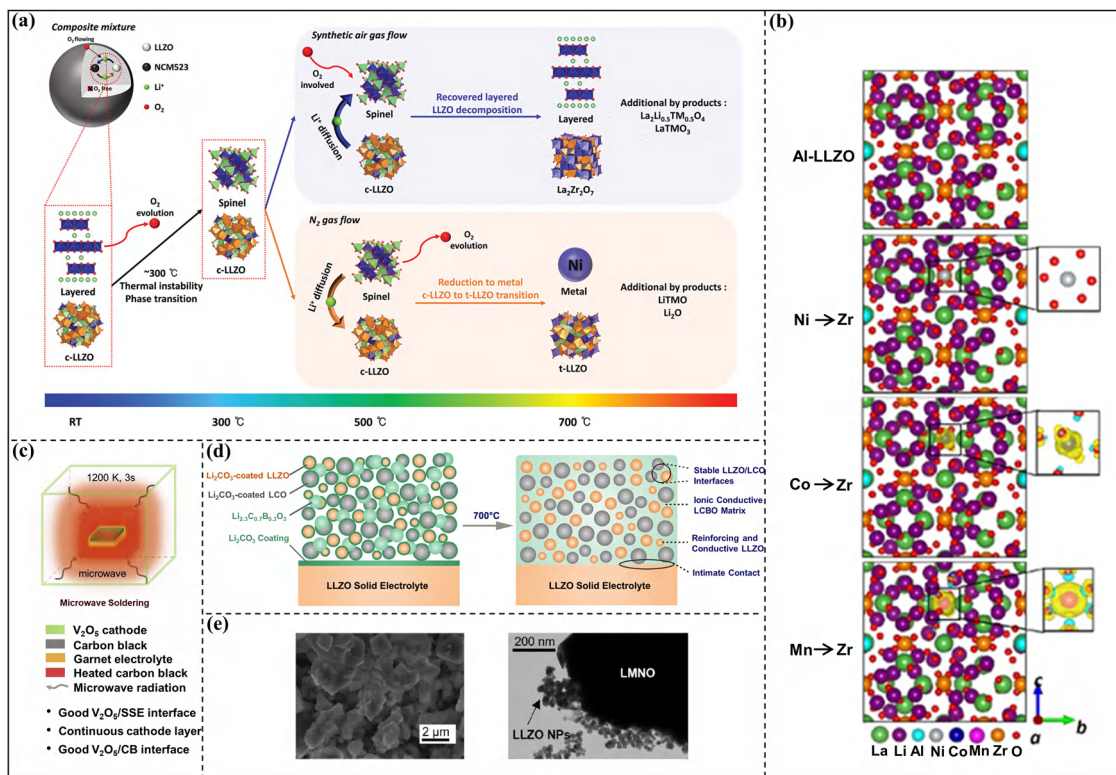 (a)
Composite mixture
O₂ flowing
O₂ free
LLZO
NCM523
Li⁺
O₂
Layered
c-LLZO
O₂
evolution
~300 ℃
Thermal instability
Phase transition
Spinel
c-LLZO
Synthetic air gas flow
O₂
involved
Li⁺ diffusion
Spinel
c-LLZO
Recovered layered
LLZO decomposition
Layered
La₂Zr₂O₇
Additional by products :
La₂Li₀.₅TM₀.₅O₄
LaTMO₃
N₂ gas flow
O₂
evolution
Li⁺ diffusion
Spinel
c-LLZO
Reduction to metal
c-LLZO to t-LLZO transition
Ni
Metal
t-LLZO
Additional by products :
LiTMO
Li₂O
RT
300 ℃
500 ℃
700 ℃
(b)
Al-LLZO
Ni → Zr
Co → Zr
Mn → Zr
c
a
b
La Li Al Ni Co Mn Zr O
(c)
1200 K, 3s
microwave
Microwave Soldering
V₂O₅ cathode
Carbon black
Garnet electrolyte
Heated carbon black
Microwave radiation
• Good V₂O₅/SSE interface
• Continuous cathode layer
• Good V₂O₅/CB interface
(d)
Li₂CO₃-coated LLZO
Li₂CO₃-coated LCO
Li₂.₃C₀.₇B₀.₃O₃
Li₂CO₃ Coating
LLZO Solid Electrolyte
700°C
LLZO Solid Electrolyte
Stable LLZO/LCO
Interfaces
Ionic Conductive
LCBO Matrix
Reinforcing and
Conductive LLZO
Intimate Contact
(e)
2 µm
200 nm
LMNO
LLZO NPs